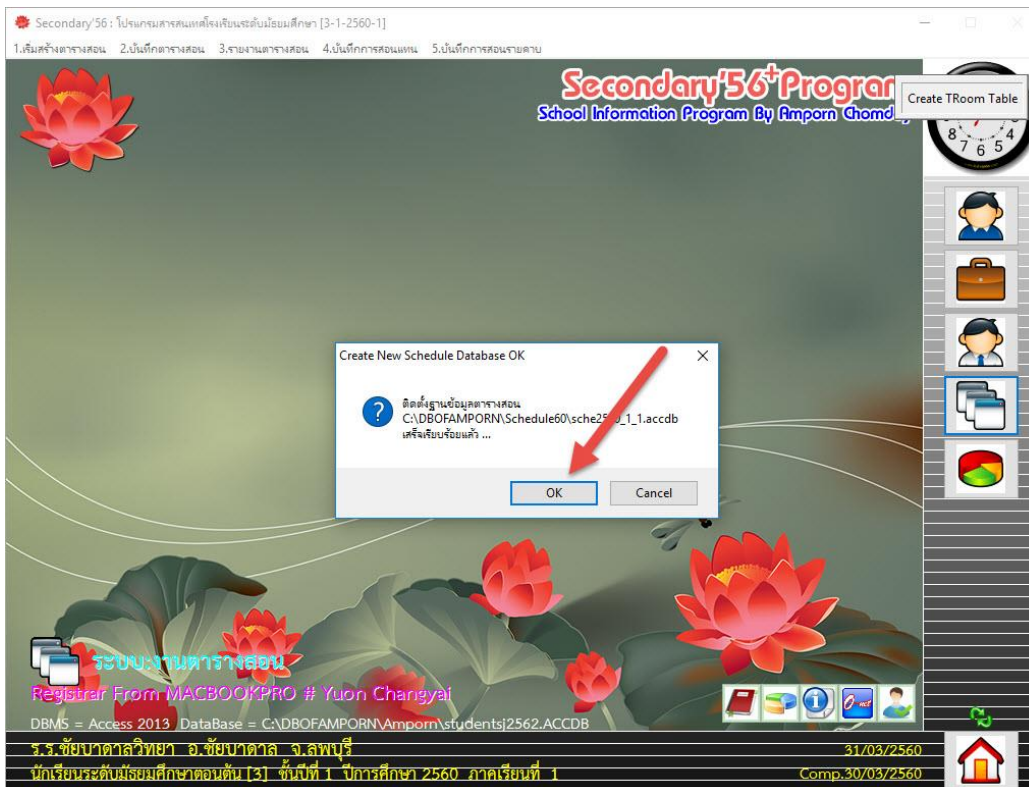 Secondary'56 : โปรแกรมสารสนเทศโรงเรียนระดับมัธยมศึกษา [3-1-2560-1]
1.เริ่มสร้างตารางสอน 2.บันทึกตารางสอน 3.รายงานตารางสอน 4.บันทึกการสอนแทน 5.บันทึกการสอนรายคาบ
Secondary'56+Program
School Information Program By Amporn
Create TRoom Table
8 7 6 5 4
Create New Schedule Database OK
ติดตั้งฐานข้อมูลตารางสอน
C:\DBOFAMPORN\Schedule60\sche2560_1_1.accdb
เสร็จเรียบร้อยแล้ว ...
OK Cancel
ระบบ:งานตารางสอน
Registrar From MACBOOKPRO # Yuon Changyai
DBMS = Access 2013 DataBase = C:\DBOFAMPORN\Amporn\studentsj2562.ACCDB
ร.ร.ชัยบาดาลวิทยา อ.ชัยบาดาล จ.ลพบุรี 31/03/2560
นักเรียนระดับมัธยมศึกษาตอนต้น [3] ชั้นปีที่ 1 ปีการศึกษา 2560 ภาคเรียนที่ 1 Comp.30/03/2560